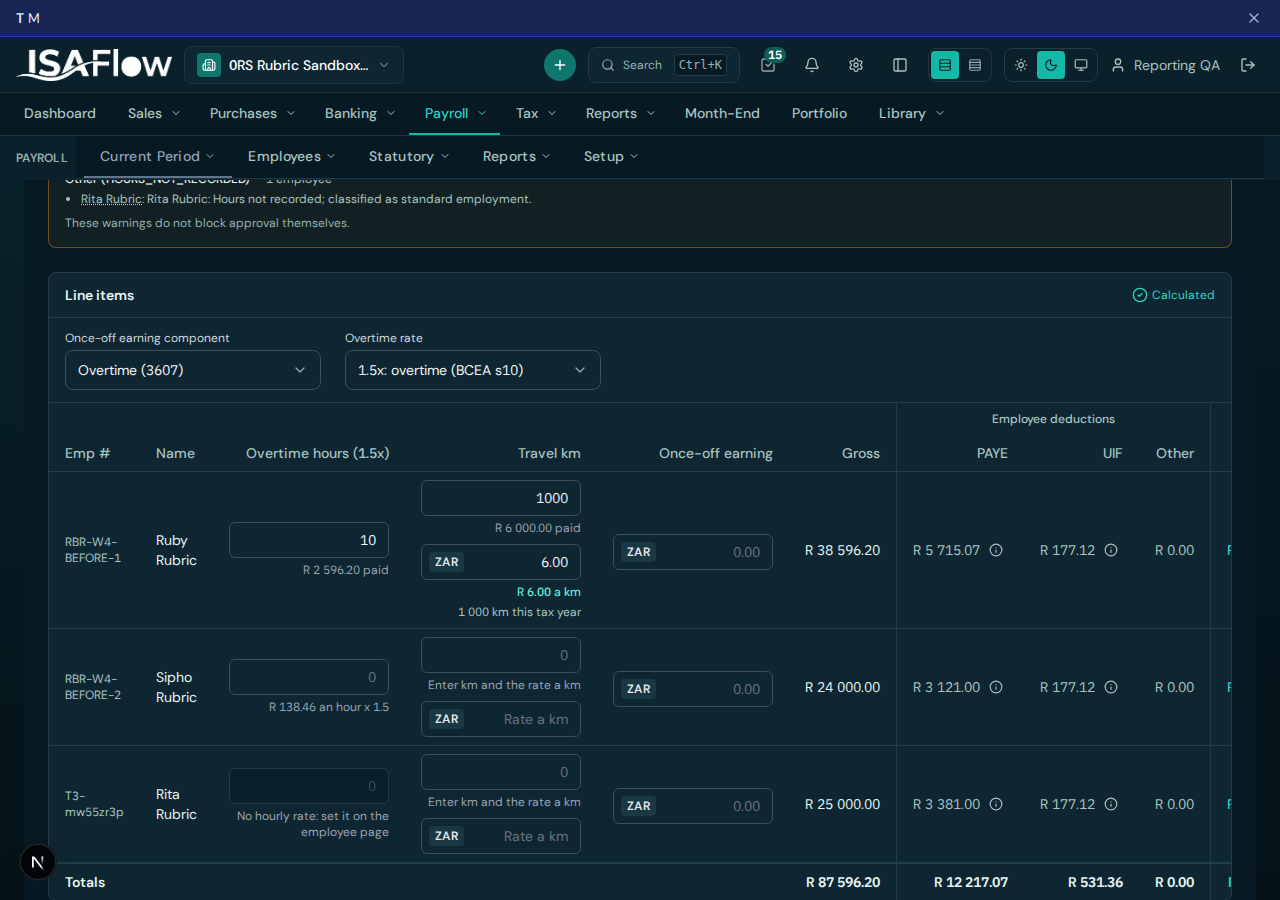 T M
ISAFlow
0RS Rubric Sandbox...
Search Ctrl+K
15
Reporting QA
Dashboard Sales Purchases Banking Payroll Tax Reports Month-End Portfolio Library
PAYROLL Current Period Employees Statutory Reports Setup
Other (HOURS_NOT_RECORDED) 1 employee
• Rita Rubric: Rita Rubric: Hours not recorded; classified as standard employment.
These warnings do not block approval themselves.
Line items
Calculated
Once-off earning component
Overtime rate
Overtime (3607)
1.5x: overtime (BCEA s10)
Employee deductions
Emp # Name Overtime hours (1.5x) Travel km Once-off earning Gross PAYE UIF Other
RBR-W4-BEFORE-1
Ruby Rubric
10
R 2 596.20 paid
1000
R 6 000.00 paid
ZAR 6.00
R 6.00 a km
1 000 km this tax year
ZAR 0.00
R 38 596.20
R 5 715.07
R 177.12
R 0.00
RBR-W4-BEFORE-2
Sipho Rubric
0
R 138.46 an hour x 1.5
0
Enter km and the rate a km
ZAR Rate a km
ZAR 0.00
R 24 000.00
R 3 121.00
R 177.12
R 0.00
T3-mw55zr3p
Rita Rubric
0
No hourly rate: set it on the employee page
0
Enter km and the rate a km
ZAR Rate a km
ZAR 0.00
R 25 000.00
R 3 381.00
R 177.12
R 0.00
N
Totals R 87 596.20 R 12 217.07 R 531.36 R 0.00